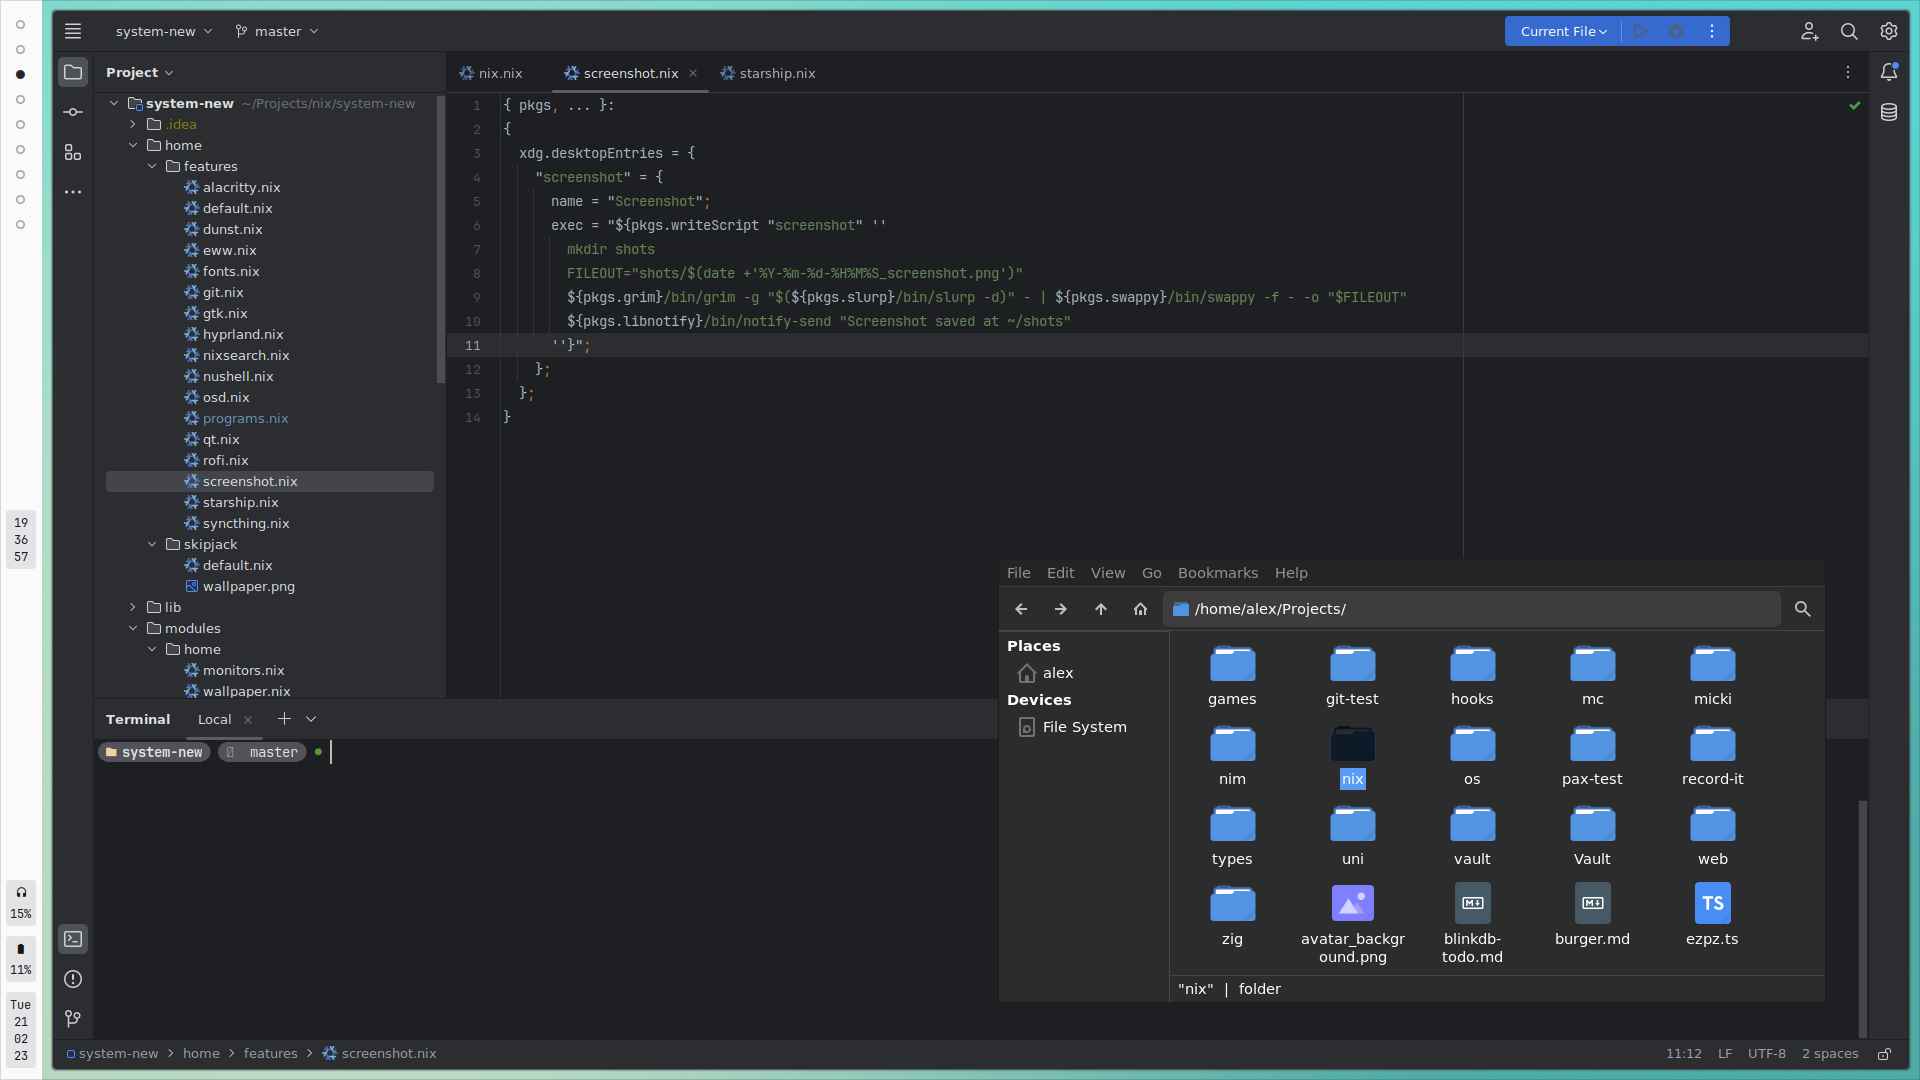 system-new
master
Current File
Project
nix.nix
screenshot.nix
starship.nix
system-new ~/Projects/nix/system-new
.idea
home
features
alacritty.nix
default.nix
dunst.nix
eww.nix
fonts.nix
git.nix
gtk.nix
hyprland.nix
nixsearch.nix
nushell.nix
osd.nix
programs.nix
qt.nix
rofi.nix
screenshot.nix
starship.nix
syncthing.nix
skipjack
default.nix
wallpaper.png
lib
modules
home
monitors.nix
wallpaper.nix
1 { pkgs, ... }:
2 {
3 xdg.desktopEntries = {
4 "screenshot" = {
5 name = "Screenshot";
6 exec = "${pkgs.writeScript "screenshot" ''
7 mkdir shots
8 FILEOUT="shots/$(date +'%Y-%m-%d-%H%M%S_screenshot.png')"
9 ${pkgs.grim}/bin/grim -g "$(${pkgs.slurp}/bin/slurp -d)" - | ${pkgs.swappy}/bin/swappy -f - -o "$FILEOUT"
10 ${pkgs.libnotify}/bin/notify-send "Screenshot saved at ~/shots"
11 ''}";
12 };
13 };
14 }
19
36
57
15%
11%
Tue
21
02
23
Terminal
Local
system-new
master
File Edit View Go Bookmarks Help
/home/alex/Projects/
Places
alex
Devices
File System
games
git-test
hooks
mc
micki
nim
nix
os
pax-test
record-it
types
uni
vault
Vault
web
TS
zig
avatar_backgr
ound.png
blinkdb-
todo.md
burger.md
ezpz.ts
"nix" | folder
system-new > home > features > screenshot.nix
11:12 LF UTF-8 2 spaces